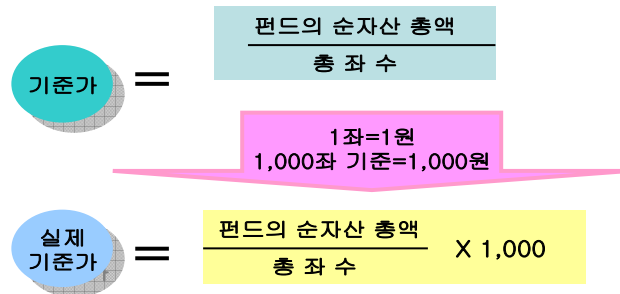 기준가
=
펀드의 순자산 총액
총 좌 수
1좌=1원
1,000좌 기준=1,000원
실제
기준가
=
펀드의 순자산 총액
총 좌 수
X 1,000